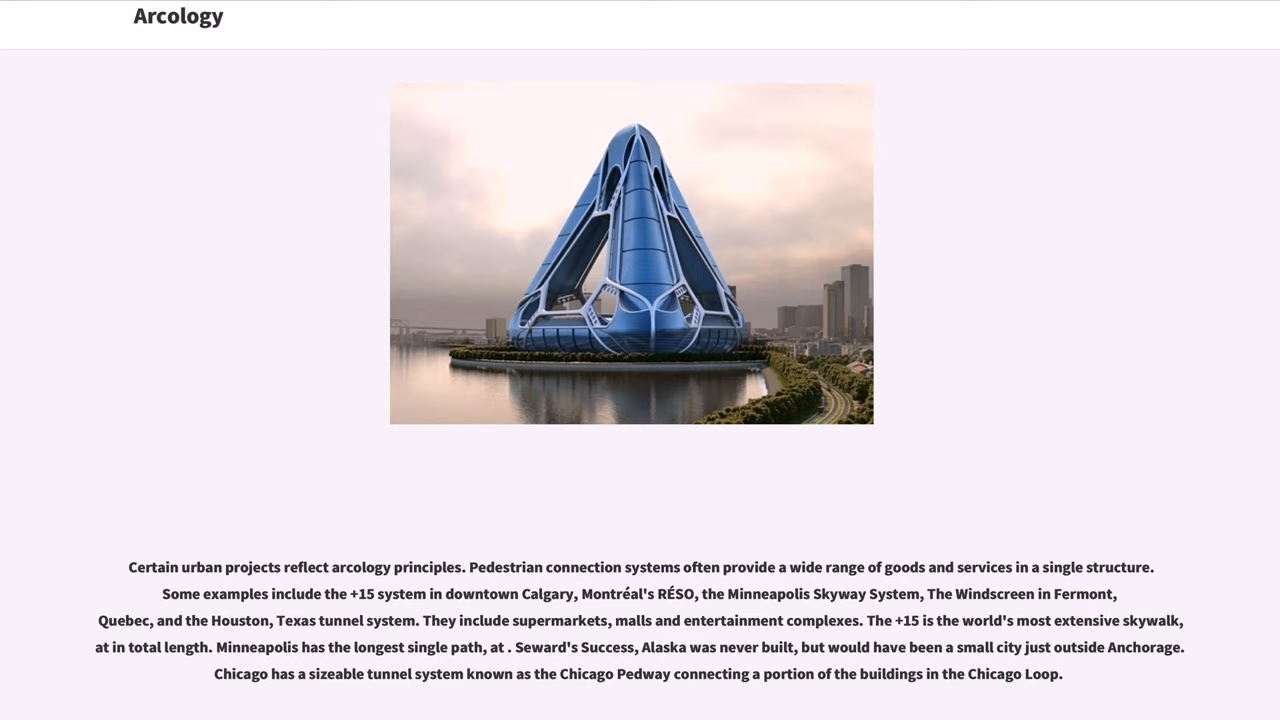 Arcology
Certain urban projects reflect arcology principles. Pedestrian connection systems often provide a wide range of goods and services in a single structure.
Some examples include the +15 system in downtown Calgary, Montréal's RÉSO, the Minneapolis Skyway System, The Windscreen in Fermont,
Quebec, and the Houston, Texas tunnel system. They include supermarkets, malls and entertainment complexes. The +15 is the world's most extensive skywalk,
at in total length. Minneapolis has the longest single path, at . Seward's Success, Alaska was never built, but would have been a small city just outside Anchorage.
Chicago has a sizeable tunnel system known as the Chicago Pedway connecting a portion of the buildings in the Chicago Loop.